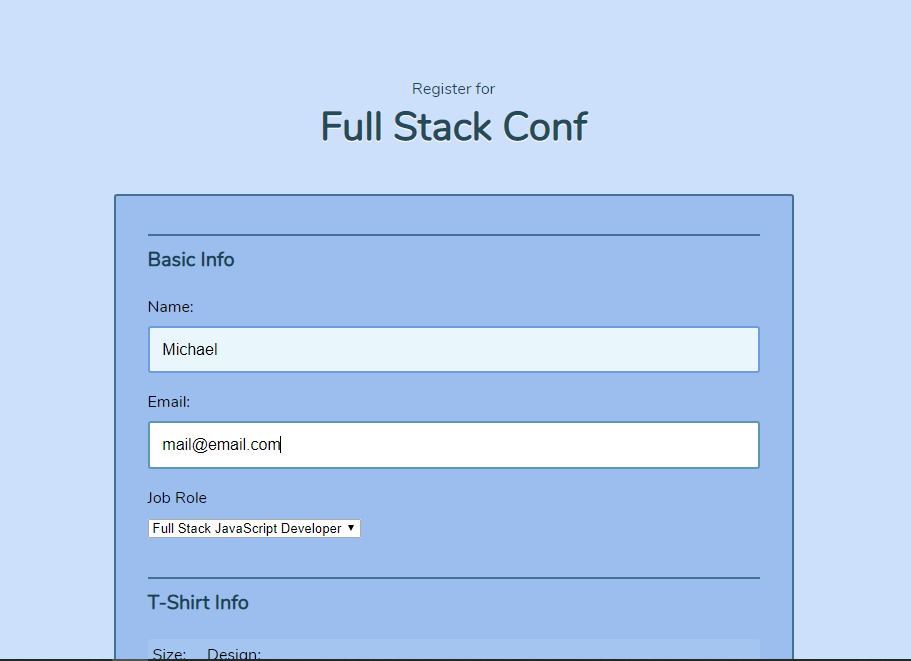 Register for
Full Stack Conf
Basic Info
Name:
Michael
Email:
mail@email.com
Job Role
Full Stack JavaScript Developer
T-Shirt Info
Size: Design: